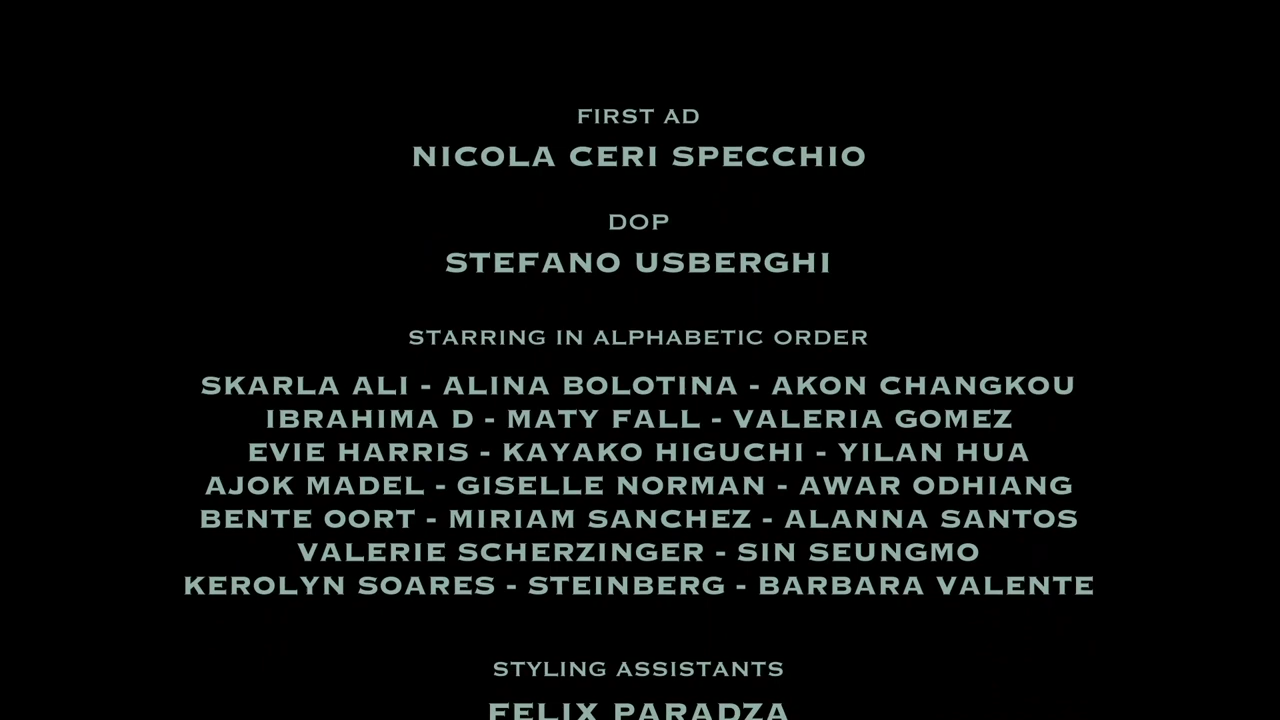 FIRST AD
NICOLA CERI SPECCHIO
DOP
STEFANO USBERGHI
STARRING IN ALPHABETIC ORDER
SKARLA ALI - ALINA BOLOTINA - AKON CHANGKOU
IBRAHIMA D - MATY FALL - VALERIA GOMEZ
EVIE HARRIS - KAYAKO HIGUCHI - YILAN HUA
AJOK MADEL - GISELLE NORMAN - AWAR ODHIANG
BENTE OORT - MIRIAM SANCHEZ - ALANNA SANTOS
VALERIE SCHERZINGER - SIN SEUNGMO
KEROLYN SOARES - STEINBERG - BARBARA VALENTE
STYLING ASSISTANTS
FELIX PARADZA